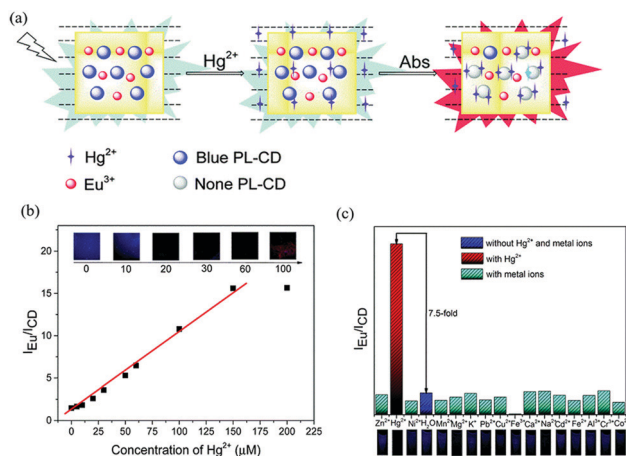 (a)
Hg2+
Abs
Hg2+
Blue PL-CD
Eu3+
None PL-CD
(b)
IEu/ICD
25
20
15
10
5
0
0 10 20 30 60 100
0 25 50 75 100 125 150 175 200 225
Concentration of Hg2+ (μM)
(c)
IEu/ICD
without Hg2+ and metal ions
with Hg2+
with metal ions
7.5-fold
Zn2+ Hg2+ Ni2+ H2O Mn2+ Mg2+ K+ Pb2+ Cu2+ Fe3+ Ca2+ Na+ Cd2+ Fe2+ Al3+ Cr3+ Co2+